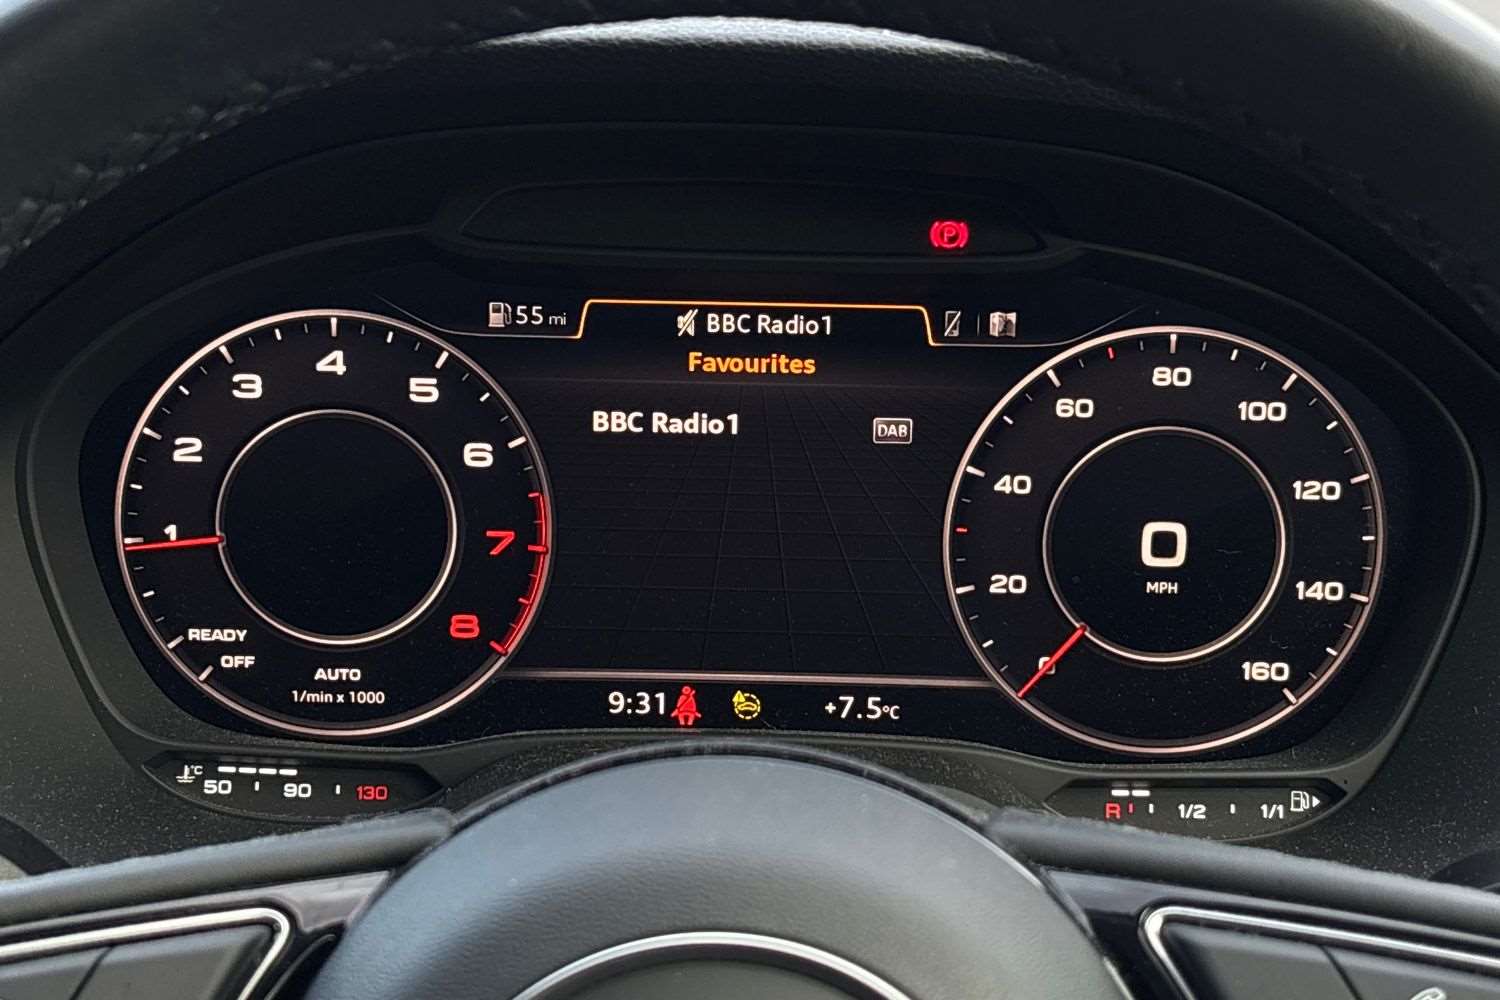 P
55 mi
BBC Radio1
Favourites
BBC Radio1
DAB
1
2
3
4
5
6
7
8
READY
OFF
AUTO
1/min x 1000
0
20
40
60
80
100
120
140
160
0
MPH
9:31
+7.5°C
°C
50 90 130
R 1/2 1/1